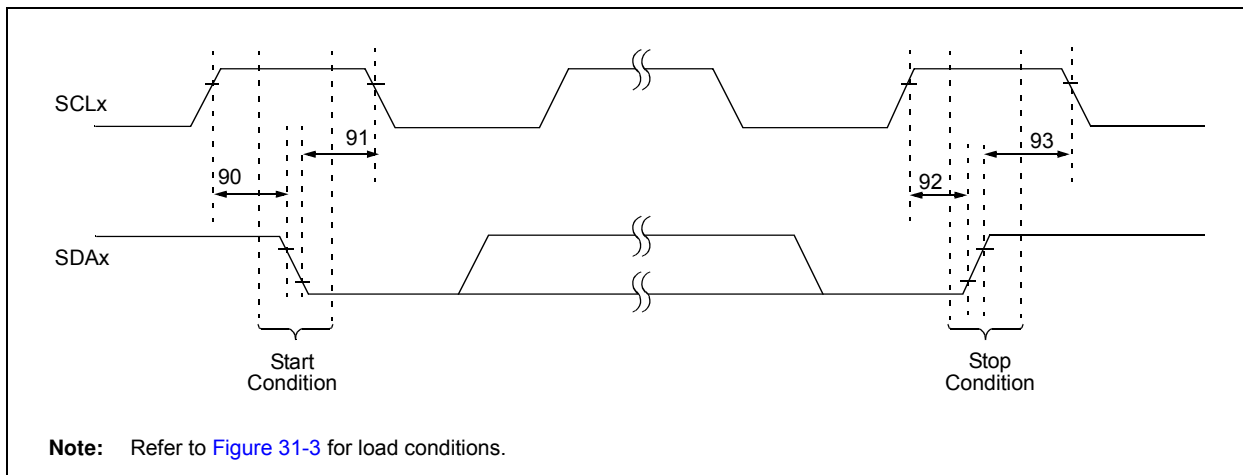 SCLx
91
93
90
92
SDAx
Start
Condition
Stop
Condition
Note: Refer to Figure 31-3 for load conditions.